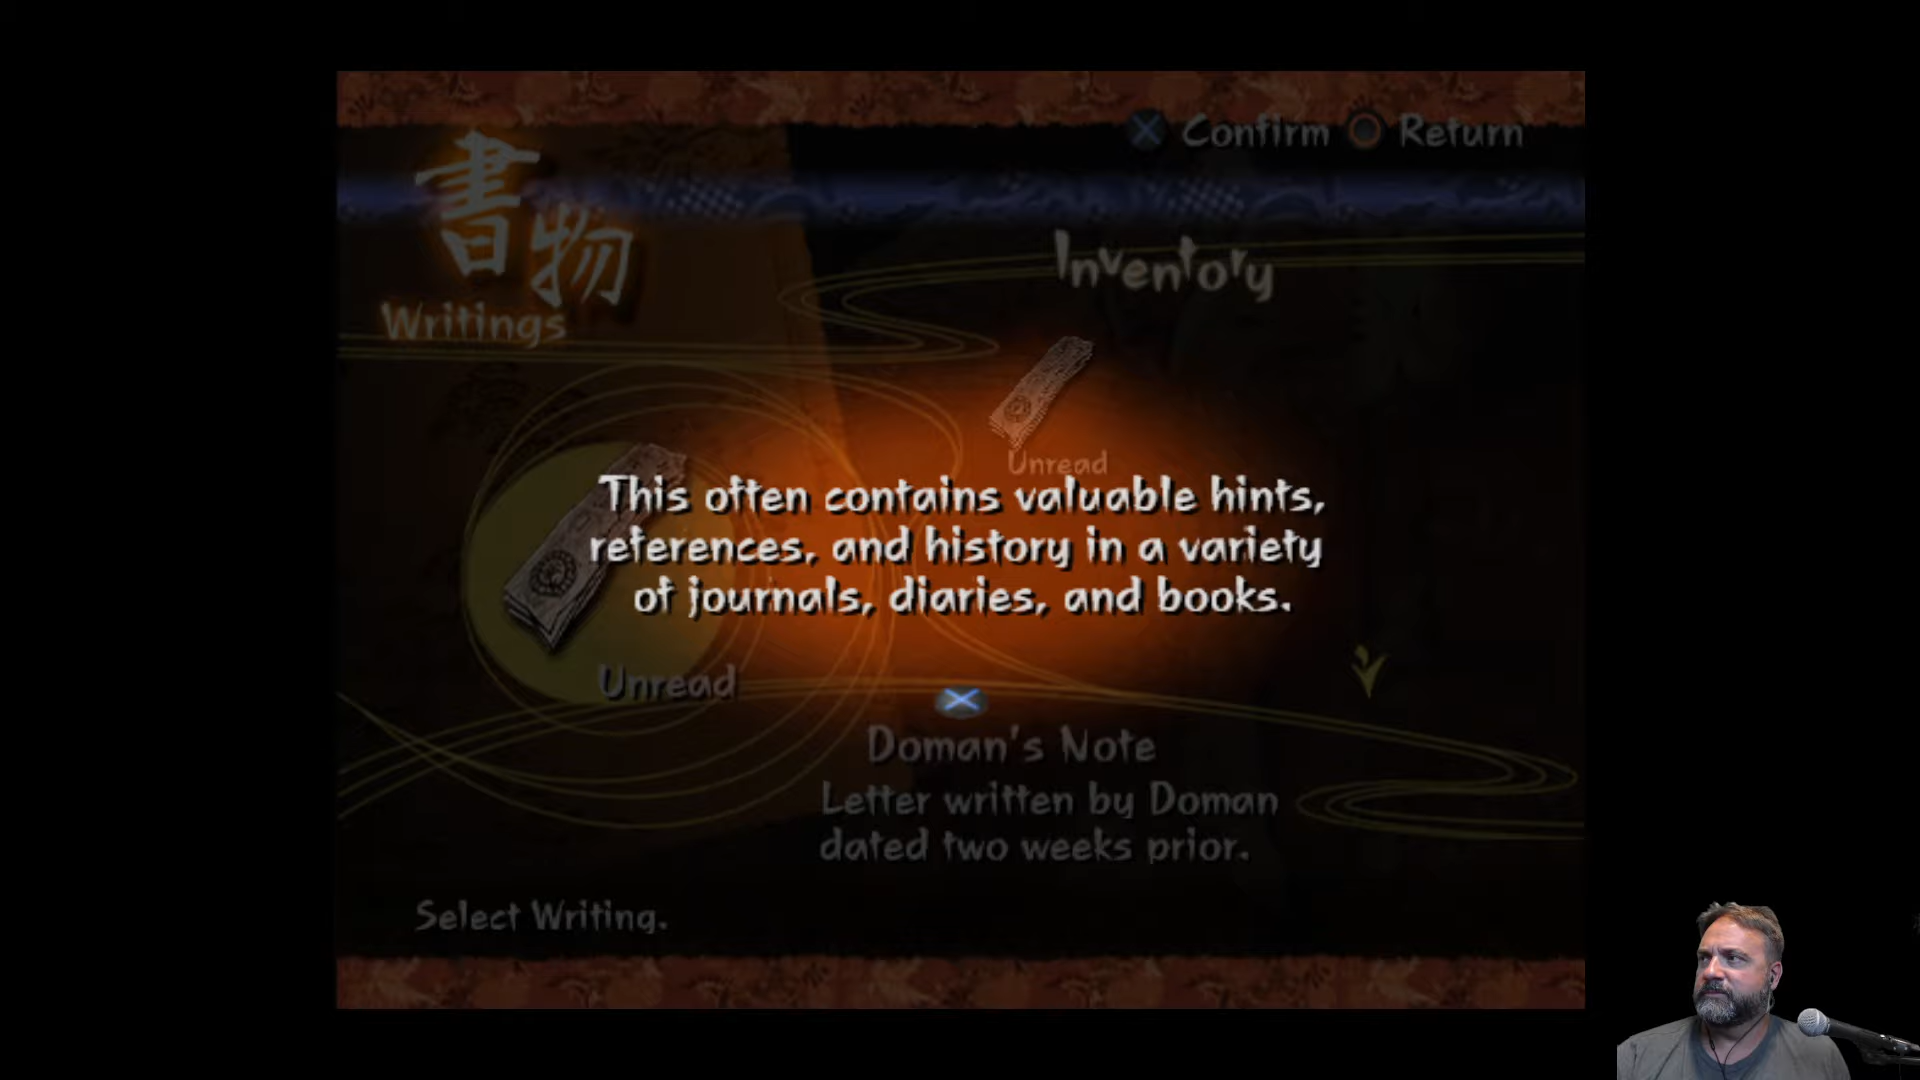 Confirm Return
書物
Writings
Inventory
Unread
This often contains valuable hints,
references, and history in a variety
of journals, diaries, and books.
Unread
Doman's Note
Letter written by Doman
dated two weeks prior.
Select Writing.